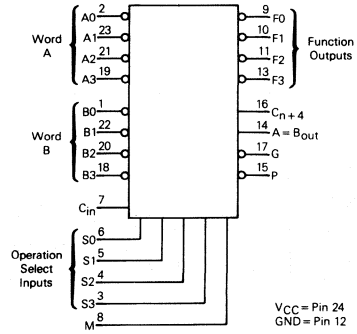 Word A
A0 2
A1 23
A2 21
A3 19
Word B
B0 1
B1 22
B2 20
B3 18
Cin 7
Operation Select Inputs
S0 6
S1 5
S2 4
S3 3
M 8
9 F0
10 F1
11 F2
13 F3
Function Outputs
16 Cn+4
14 A=Bout
17 G
15 P
VCC = Pin 24
GND = Pin 12